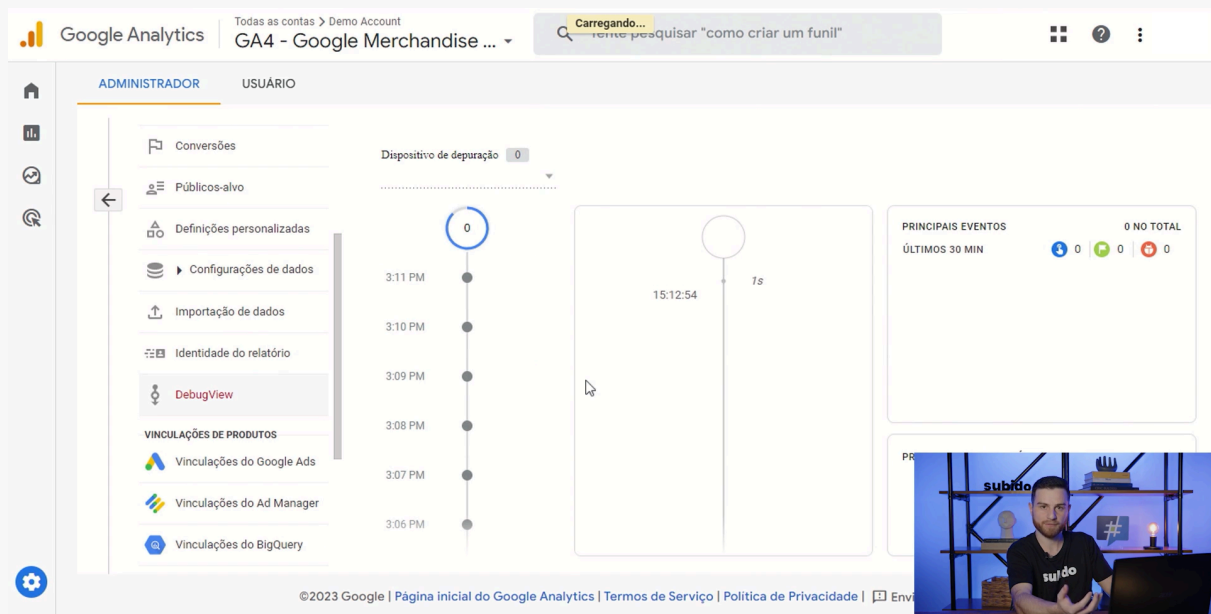 Google Analytics
Todas as contas > Demo Account
GA4 - Google Merchandise ...
Carregando...
Tente pesquisar "como criar um funil"
ADMINISTRADOR
USUÁRIO
Conversões
Públicos-alvo
Definições personalizadas
Configurações de dados
Importação de dados
Identidade do relatório
DebugView
VINCULAÇÕES DE PRODUTOS
Vinculações do Google Ads
Vinculações do Ad Manager
Vinculações do BigQuery
Dispositivo de depuração 0
0
3:11 PM
3:10 PM
3:09 PM
3:08 PM
3:07 PM
3:06 PM
1s
15:12:54
PRINCIPAIS EVENTOS 0 NO TOTAL
ÚLTIMOS 30 MIN 0 0 0
subido
#
subido
©2023 Google | Página inicial do Google Analytics | Termos de Serviço | Política de Privacidade |